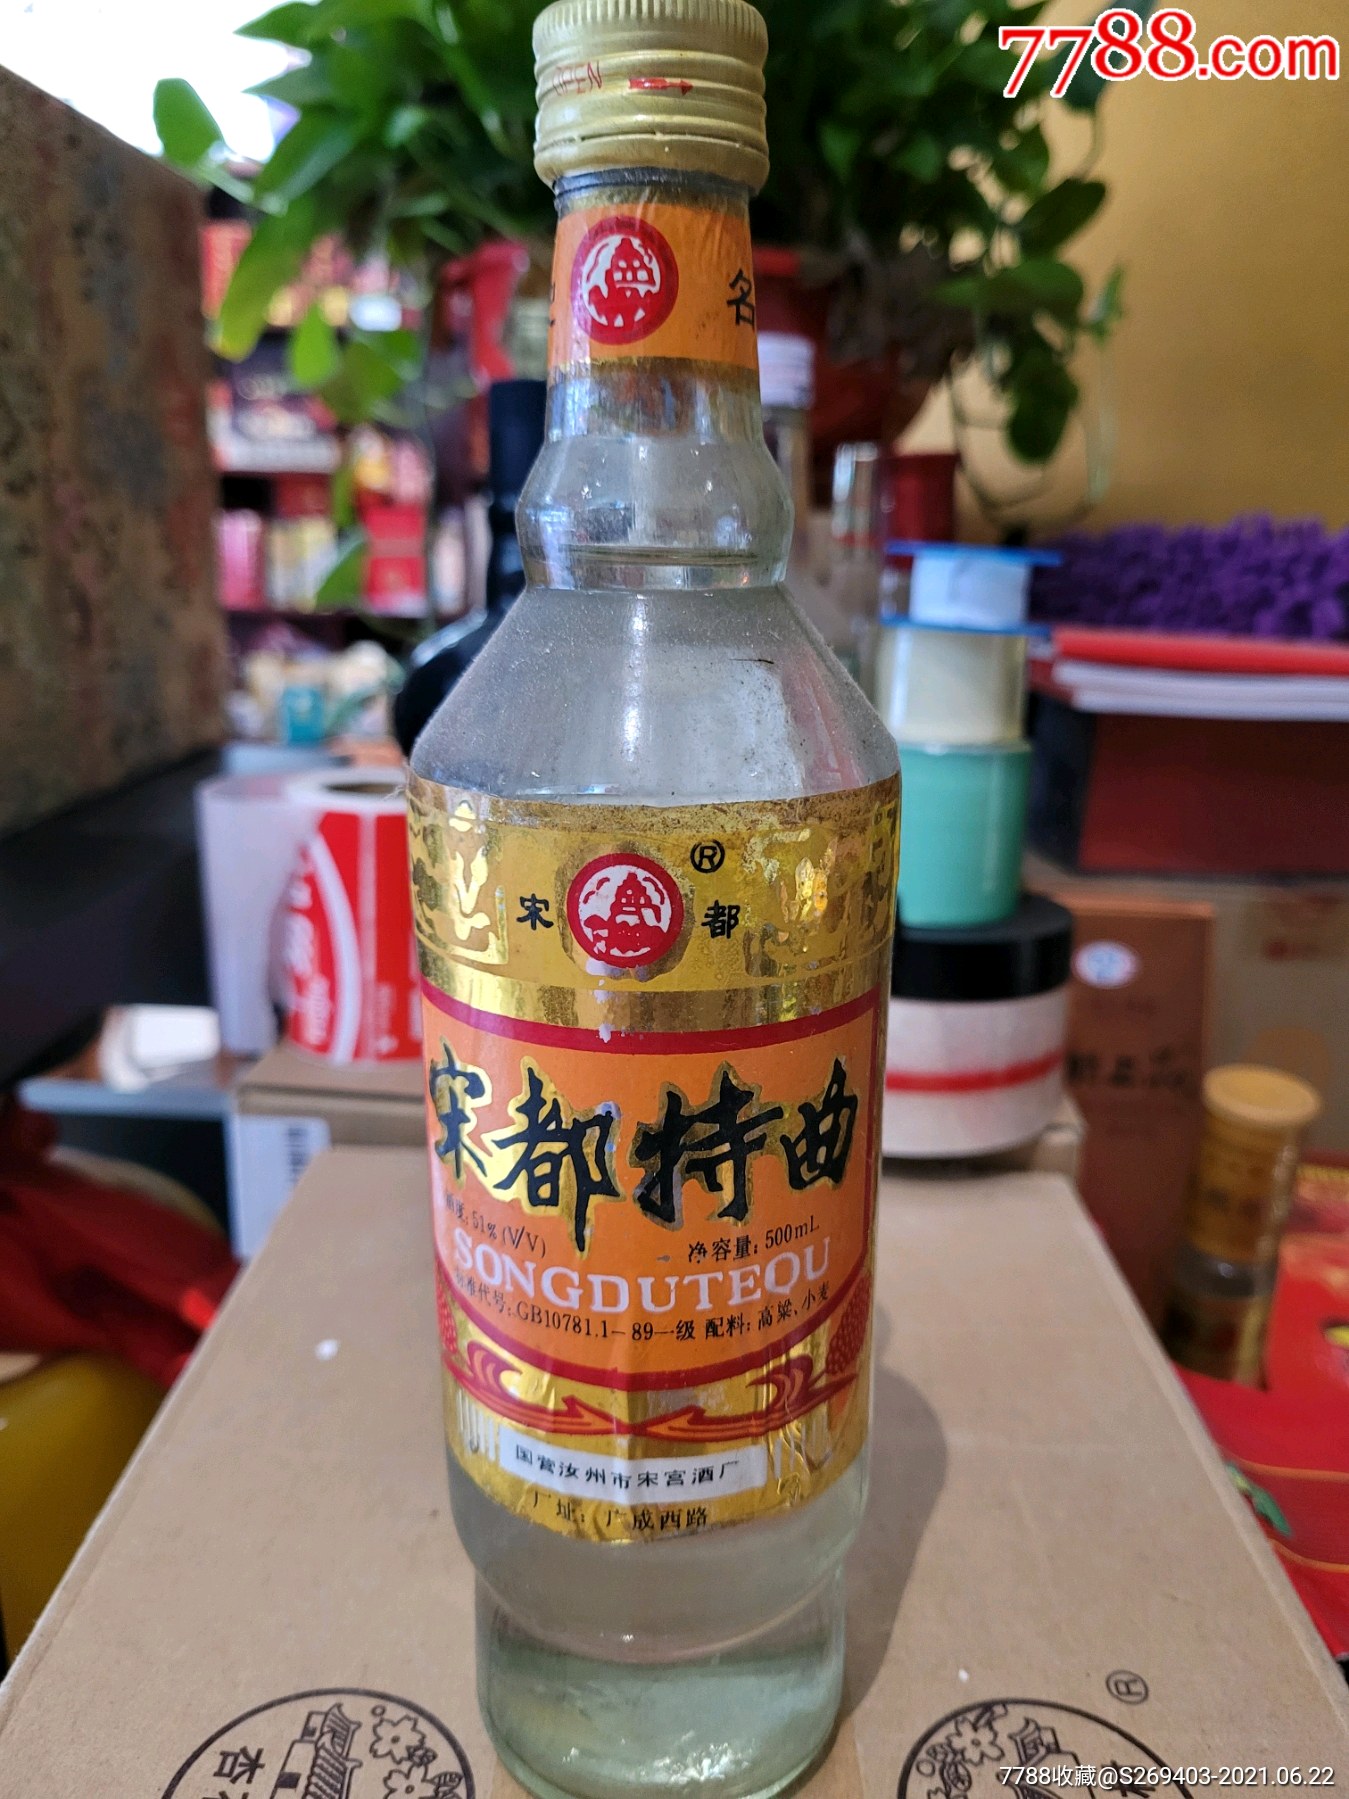 7788.com
OPEN
名
宋 都 ®
宋都特曲
酒度:51%(V/V)
净容量:500mL
SONGDUTEQU
标准代号:GB10781.1-89一级 配料:高粱、小麦
国营汝州市宋宫酒厂
厂址:广成西路
®
杏
7788收藏@S269403-2021.06.22